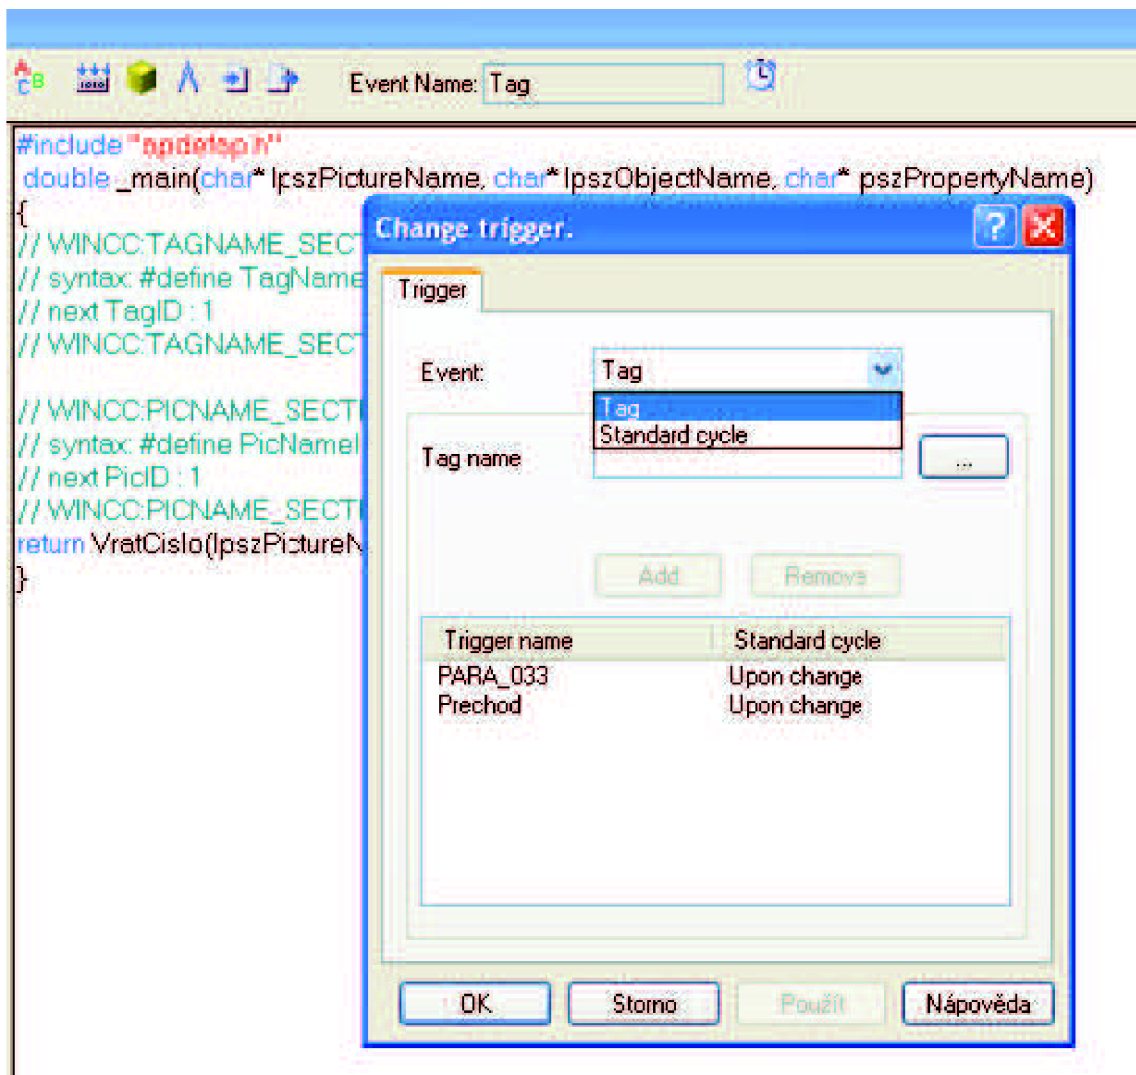 Event Name: Tag
#include "apdefap.h"
double _main(char* lpszPictureName, char* lpszObjectName, char* pszPropertyName)
{
// WINCC:TAGNAME_SECT
// syntax: #define TagName
// next TagID : 1
// WINCC:TAGNAME_SECT
// WINCC:PICNAME_SECTI
// syntax: #define PicNameI
// next PicID : 1
// WINCC:PICNAME_SECTI
return VratCislo(lpszPictureN
}
Change trigger.
Trigger
Event: Tag
Tag
Standard cycle
Tag name ...
Add Remove
Trigger name Standard cycle
PARA_033 Upon change
Prechod Upon change
OK Storno Použít Nápověda